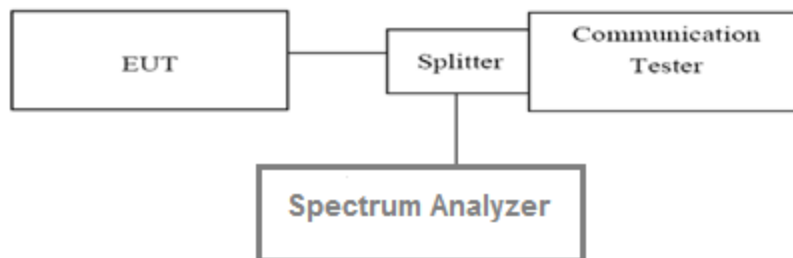 EUT
Splitter
Communication
Tester
Spectrum Analyzer